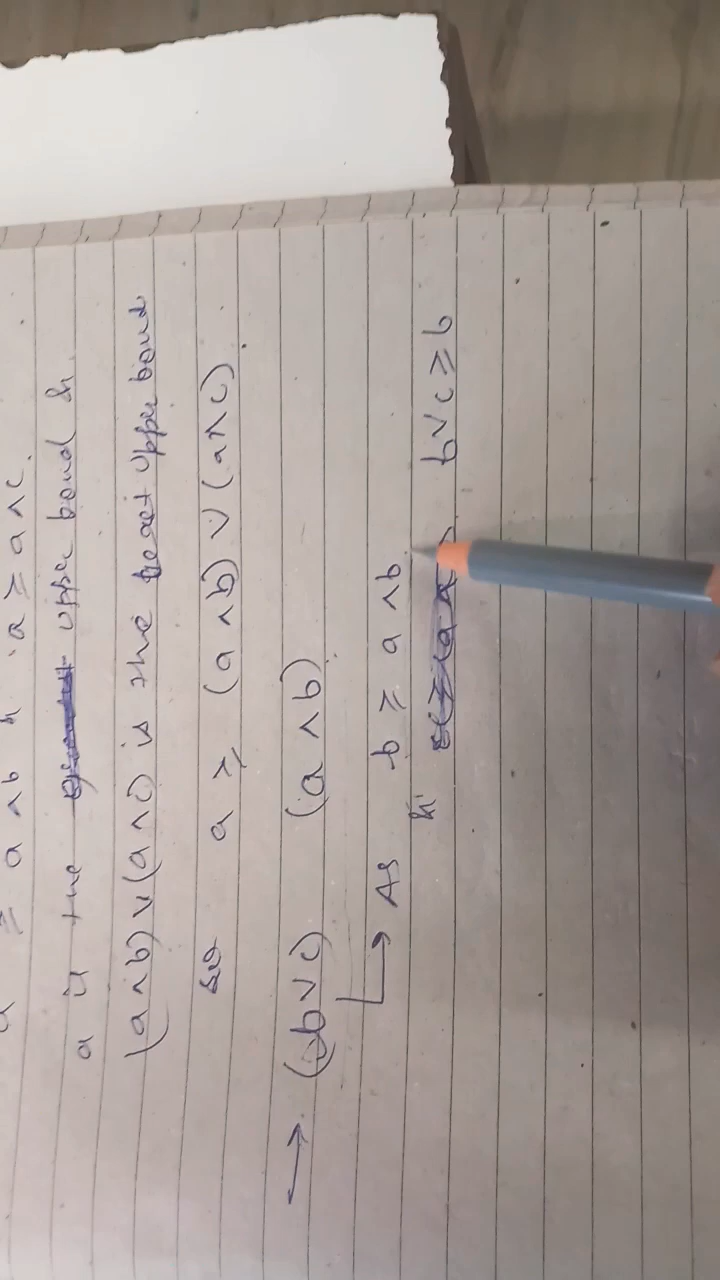 a ≥ a ∧ b & a ≥ a ∧ c.
a is the upper bound &
(a ∧ b) ∨ (a ∧ c) is the least upper bound
so a ≥ (a ∧ b) ∨ (a ∧ c).
→ (b ∨ c) (a ∧ b)
↳ As b ≥ a ∧ b
&
b ∨ c ≥ b